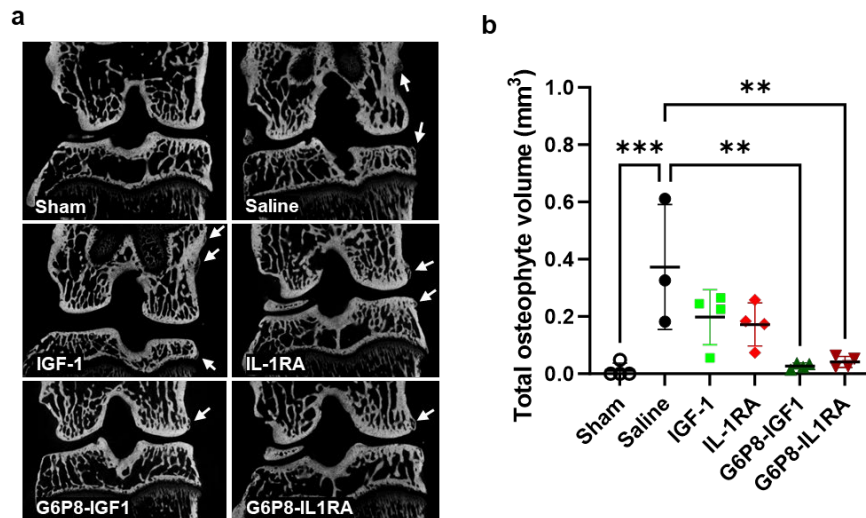 a
Sham
Saline
IGF-1
IL-1RA
G6P8-IGF1
G6P8-IL1RA
b
Total osteophyte volume (mm³)
1.0
0.8
0.6
0.4
0.2
0.0
**
***
**
Sham
Saline
IGF-1
IL-1RA
G6P8-IGF1
G6P8-IL1RA